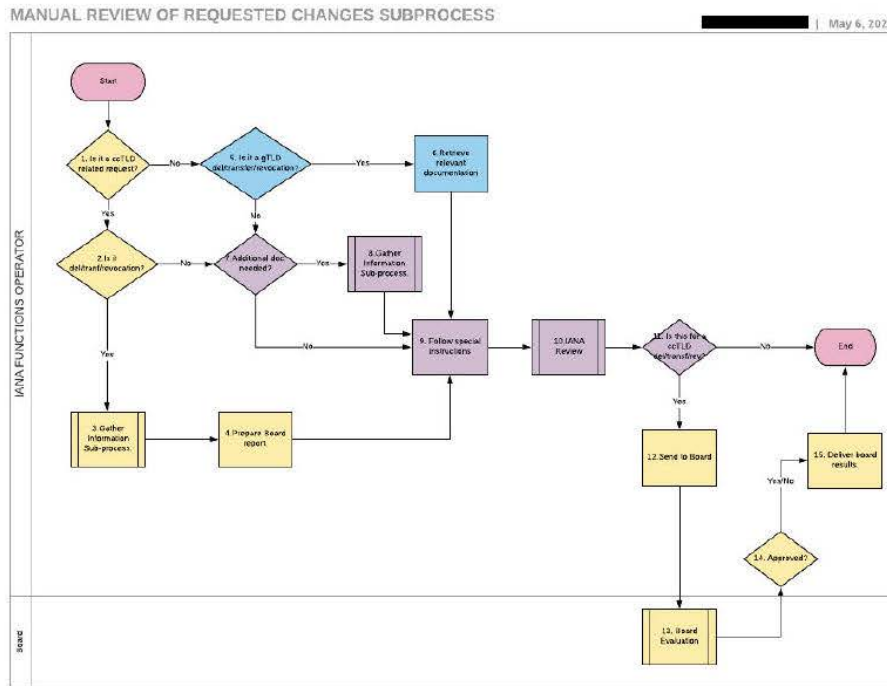 MANUAL REVIEW OF REQUESTED CHANGES SUBPROCESS
| May 6, 202
IANA FUNCTIONS OPERATOR
Start
1. Is it a ccTLD
related request?
No
5. Is it a gTLD
del/transfer/revocation?
Yes
6. Retrieve
relevant
documentation
Yes
No
2. Is it
del/tranf/revocation?
No
7. Additional doc
needed?
Yes
8. Gather
Information
Sub-process.
Yes
No
9. Follow special
instructions
10. IANA
Review
11. Is this for a
ccTLD
del/transf/rev?
No
End
Yes
3. Gather
Information
Sub-process.
4. Prepare Board
report
12. Send to Board
15. Deliver board
results
Yes/No
14. Approved?
Board
13. Board
Evaluation